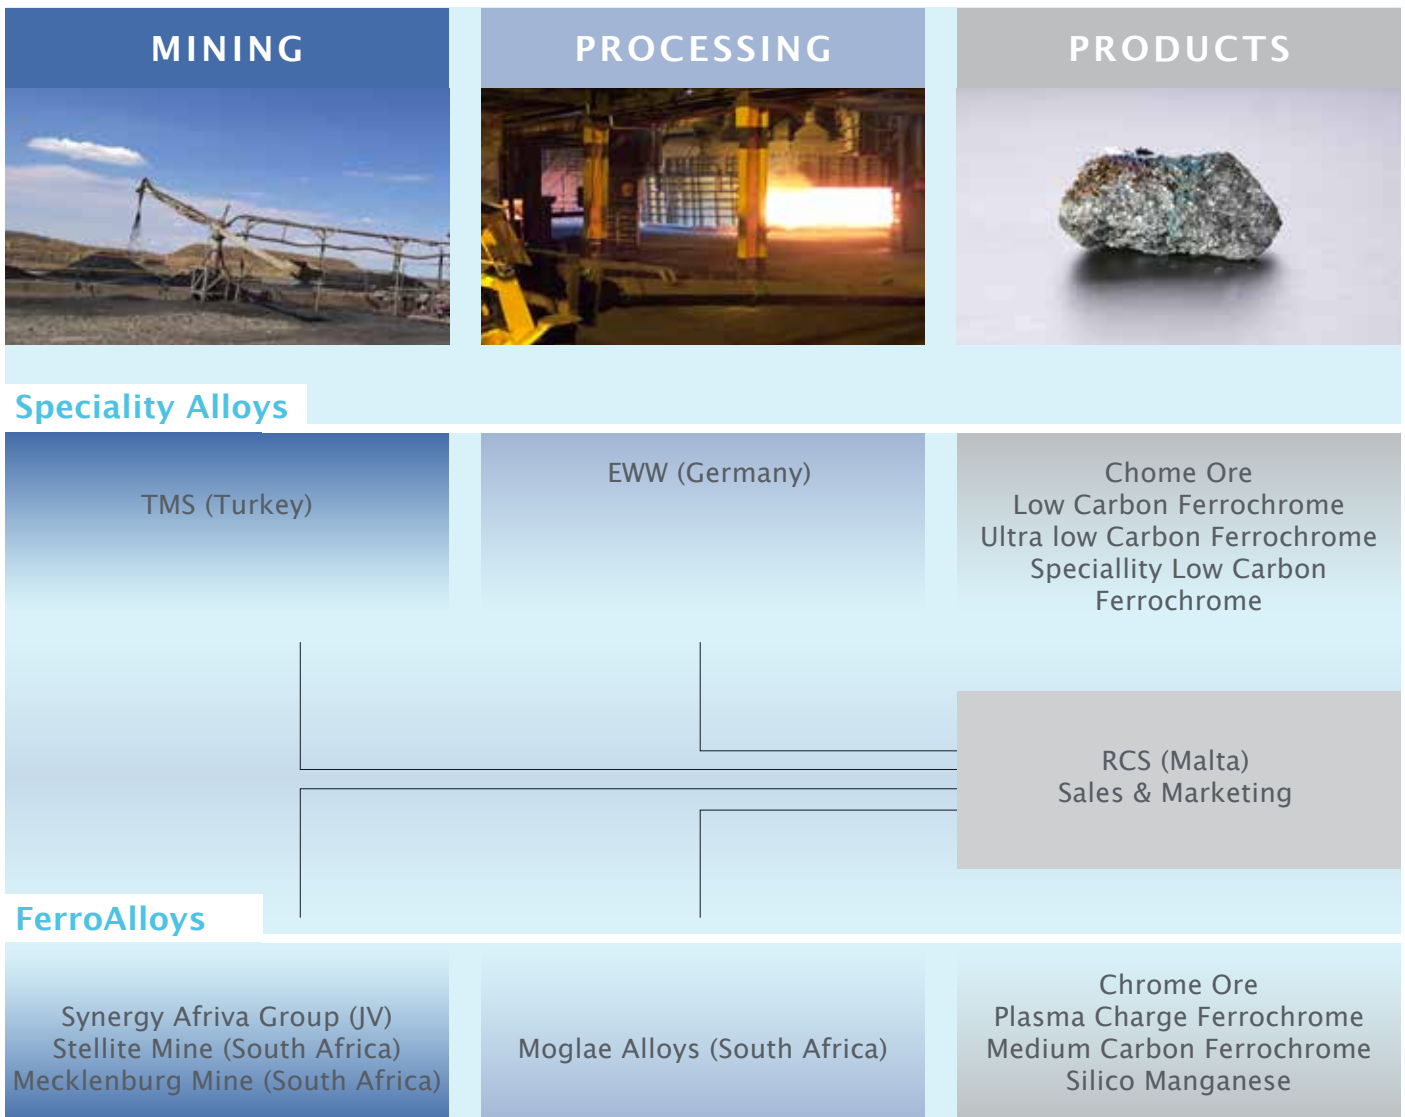 MINING
PROCESSING
PRODUCTS
Speciality Alloys
TMS (Turkey)
EWW (Germany)
Chome Ore
Low Carbon Ferrochrome
Ultra low Carbon Ferrochrome
Speciallity Low Carbon
Ferrochrome
RCS (Malta)
Sales & Marketing
FerroAlloys
Synergy Afriva Group (JV)
Stellite Mine (South Africa)
Mecklenburg Mine (South Africa)
Moglae Alloys (South Africa)
Chrome Ore
Plasma Charge Ferrochrome
Medium Carbon Ferrochrome
Silico Manganese